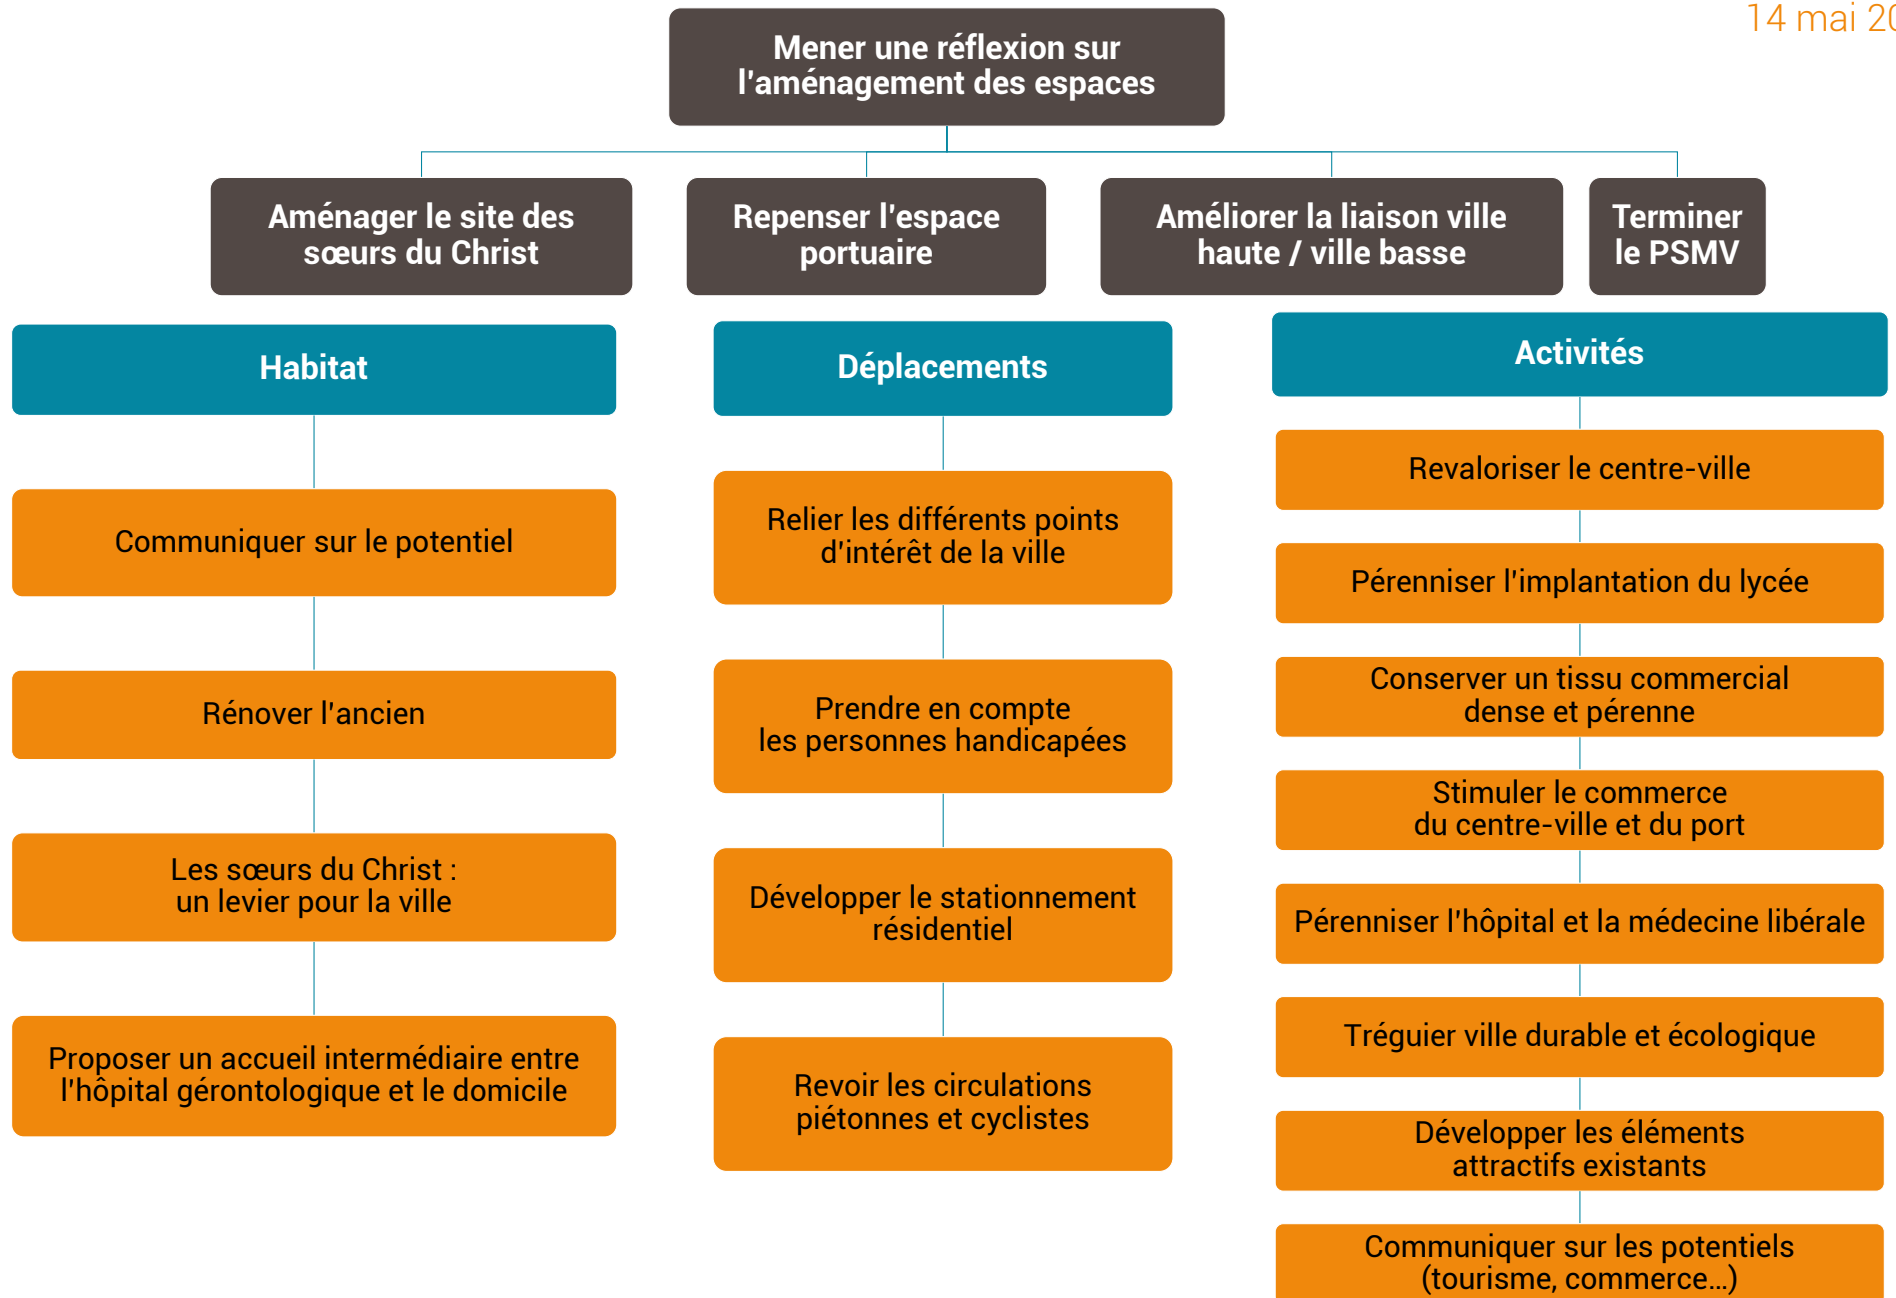 14 mai 20
Mener une réflexion sur
l'aménagement des espaces
Aménager le site des
sœurs du Christ
Repenser l'espace
portuaire
Améliorer la liaison ville
haute / ville basse
Terminer
le PSMV
Habitat
Communiquer sur le potentiel
Rénover l'ancien
Les sœurs du Christ :
un levier pour la ville
Proposer un accueil intermédiaire entre
l'hôpital gérontologique et le domicile
Déplacements
Relier les différents points
d'intérêt de la ville
Prendre en compte
les personnes handicapées
Développer le stationnement
résidentiel
Revoir les circulations
piétonnes et cyclistes
Activités
Revaloriser le centre-ville
Pérenniser l'implantation du lycée
Conserver un tissu commercial
dense et pérenne
Stimuler le commerce
du centre-ville et du port
Pérenniser l'hôpital et la médecine libérale
Tréguier ville durable et écologique
Développer les éléments
attractifs existants
Communiquer sur les potentiels
(tourisme, commerce…)